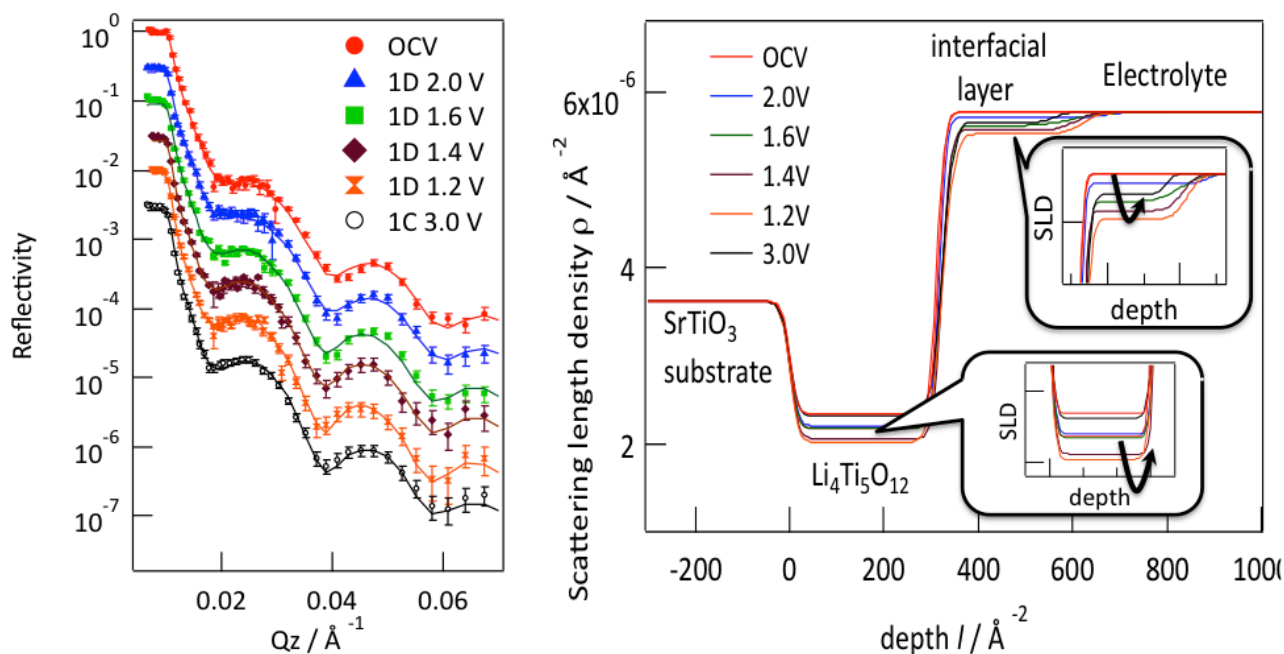 10^0
10^-1
10^-2
10^-3
10^-4
10^-5
10^-6
10^-7
Reflectivity
OCV
1D 2.0 V
1D 1.6 V
1D 1.4 V
1D 1.2 V
1C 3.0 V
0.02 0.04 0.06
Qz / Å^-1
Scattering length density ρ / Å^-2
6x10^-6
4
2
OCV
2.0V
1.6V
1.4V
1.2V
3.0V
interfacial
layer
Electrolyte
SLD
depth
SrTiO3
substrate
Li4Ti5O12
SLD
depth
-200 0 200 400 600 800 1000
depth l / Å^-2